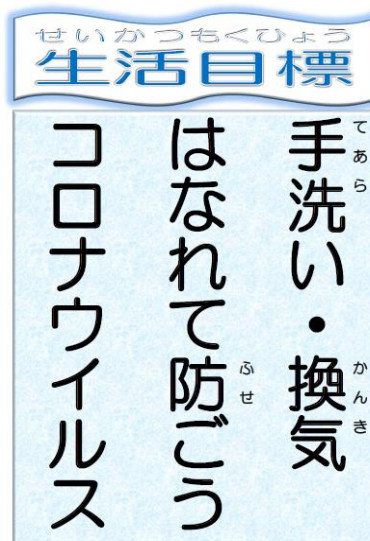 せいかつもくひょう
生活目標
てあら
手洗い・換気
かんき
はなれて防ごう
ふせ
コロナウイルス